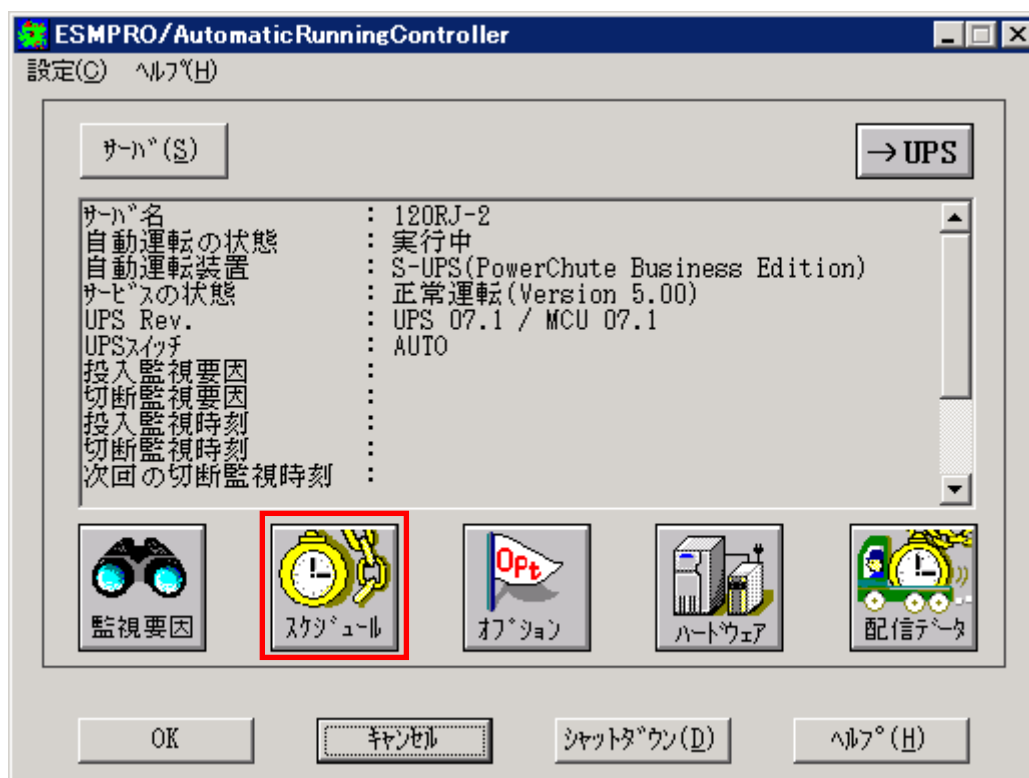 ESMPRO/AutomaticRunningController
設定(C) ﾍﾙﾌﾟ(H)
ｻｰﾊﾞ(S) →UPS
ｻｰﾊﾞ名 : 120RJ-2
自動運転の状態 : 実行中
自動運転装置 : S-UPS(PowerChute Business Edition)
ｻｰﾋﾞｽの状態 : 正常運転(Version 5.00)
UPS Rev. : UPS 07.1 / MCU 07.1
UPSｽｲｯﾁ : AUTO
投入監視要因 :
切断監視要因 :
投入監視時刻 :
切断監視時刻 :
次回の切断監視時刻 :
Opt
監視要因 ｽｹｼﾞｭｰﾙ ｵﾌﾟｼｮﾝ ﾊｰﾄﾞｳｪｱ 配信ﾃﾞｰﾀ
OK ｷｬﾝｾﾙ ｼｬｯﾄﾀﾞｳﾝ(D) ﾍﾙﾌﾟ(H)